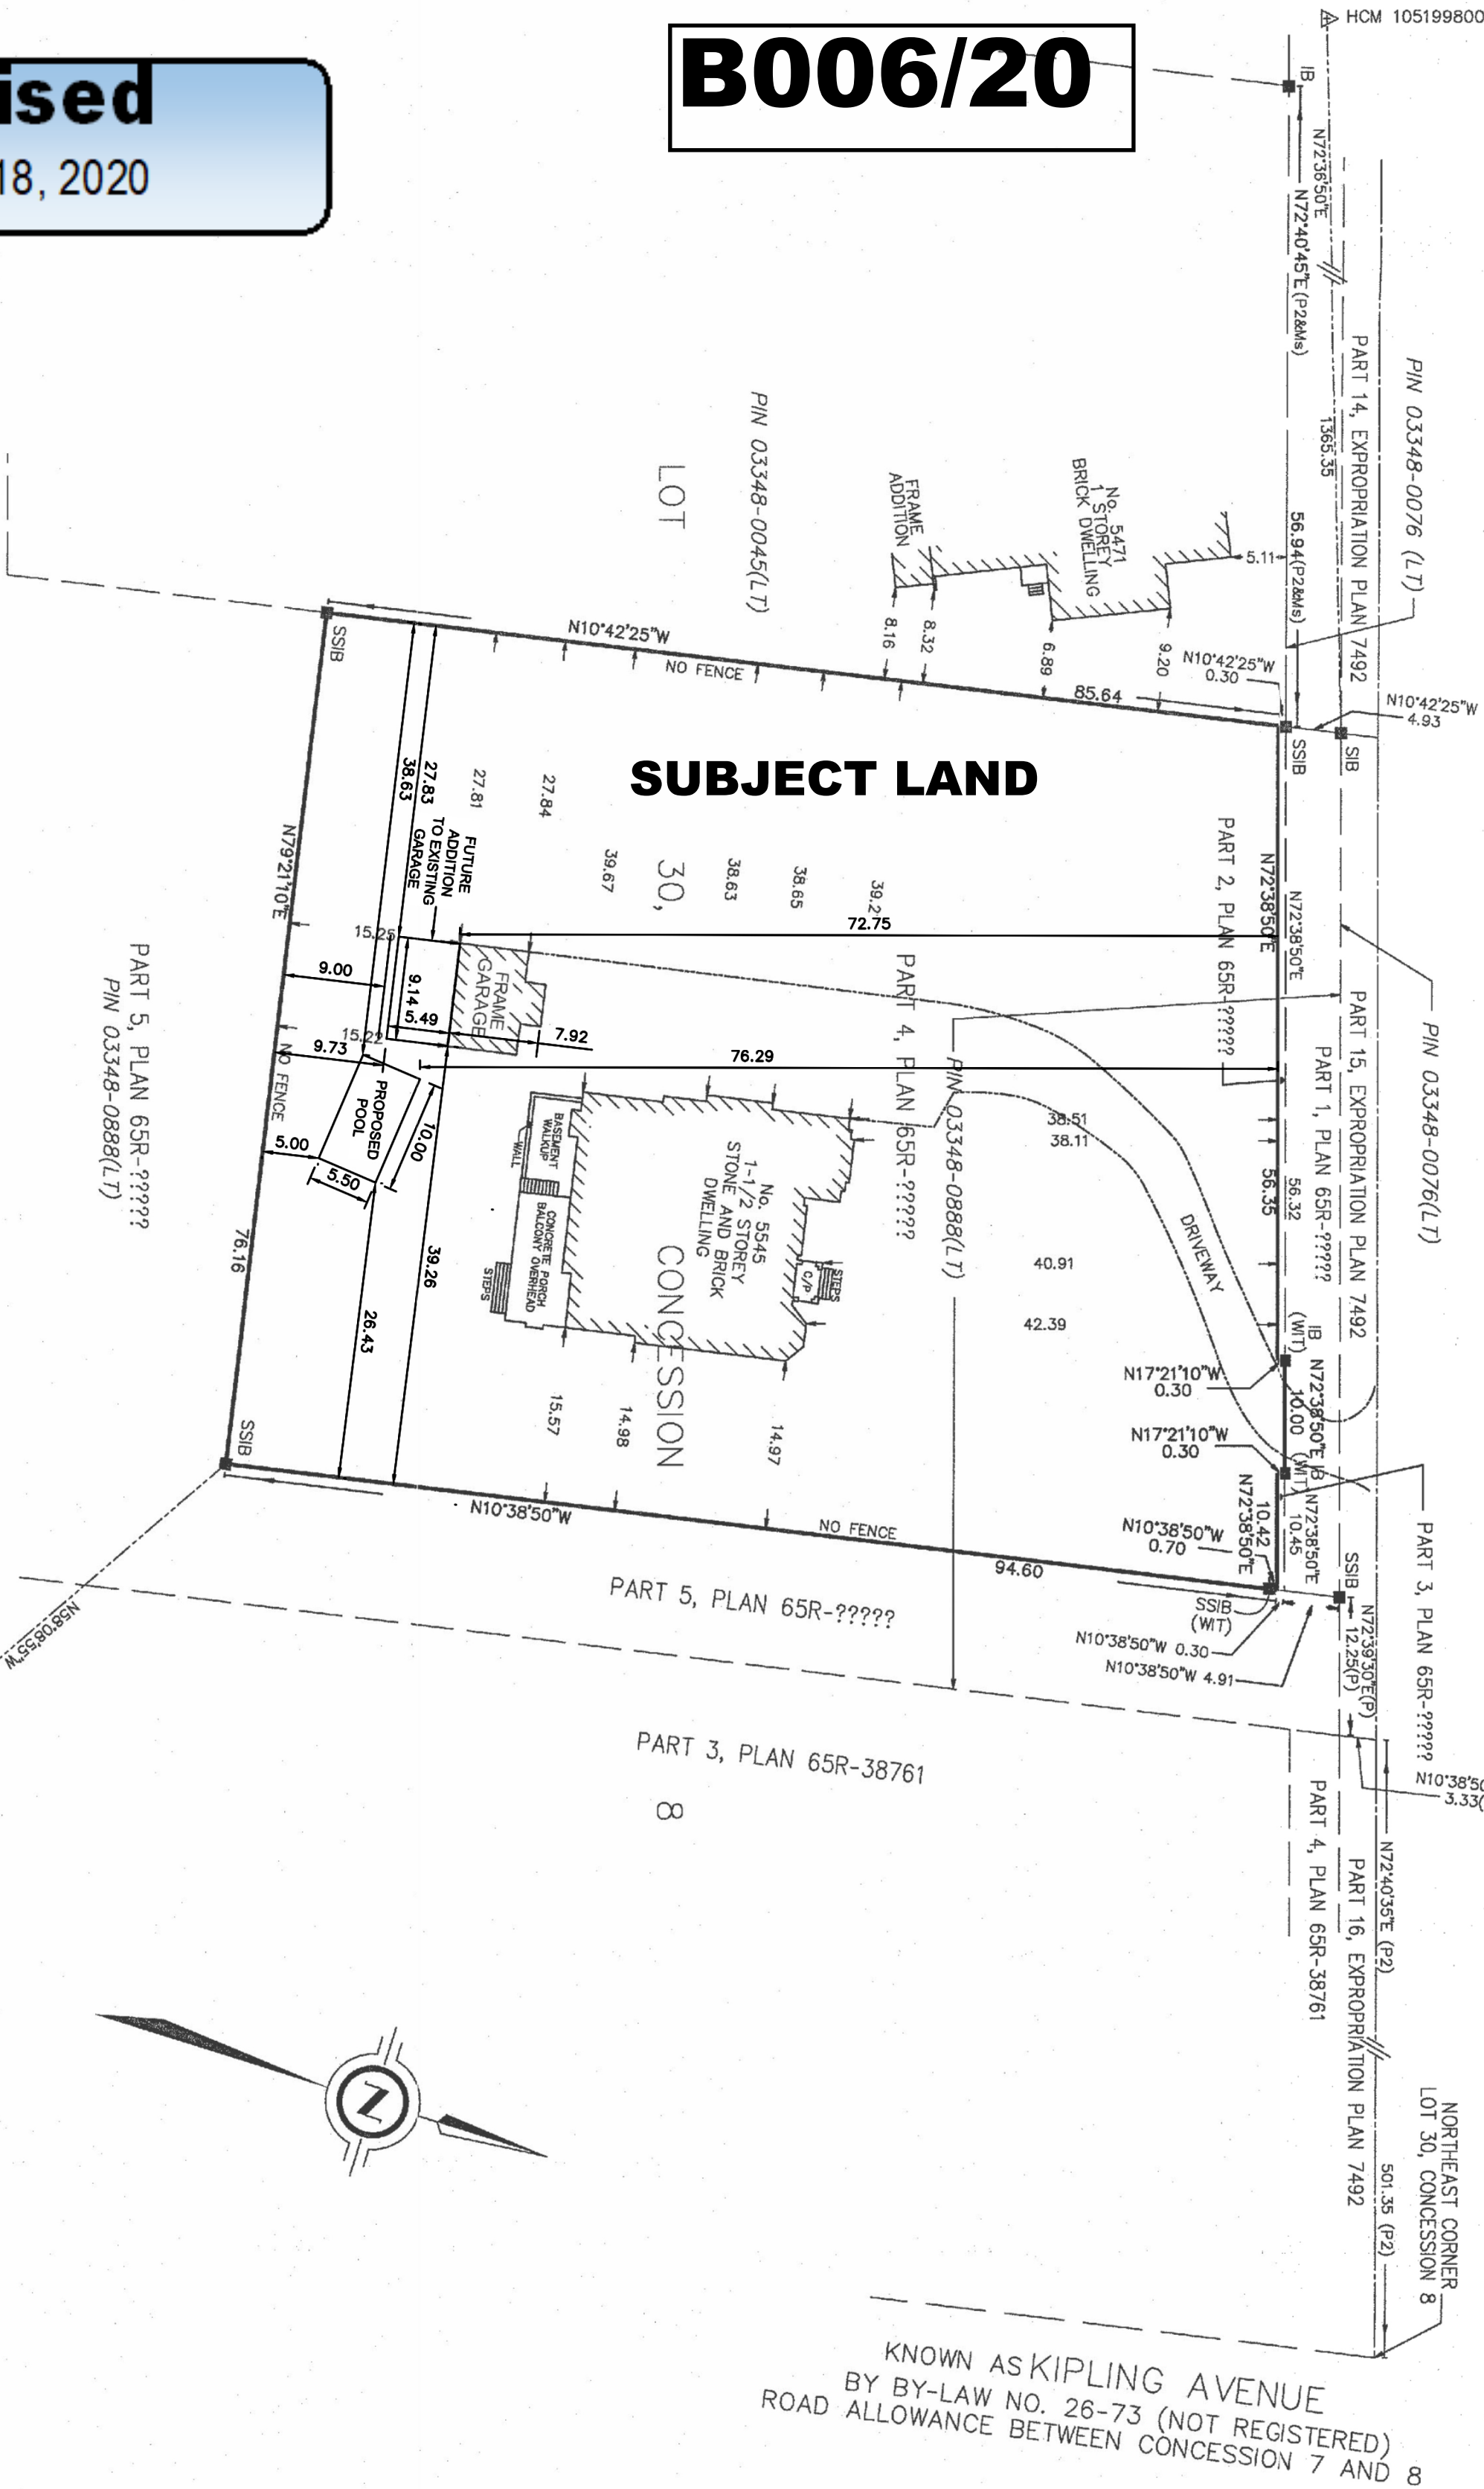 ised
18, 2020
B006/20
HCM 105199800
IB
N72°36'50"E
N72°40'45"E (P2&Ms)
1365.35
56.94(P2&Ms)
PART 14, EXPROPRIATION PLAN 7492
PIN 03348-0076 (LT)
N10°42'25"W
4.93
SIB
SSIB
N10°42'25"W
0.30
No. 5471
1 STOREY
BRICK DWELLING
FRAME
ADDITION
5.11
9.20
6.89
8.32
8.16
PIN 03348-0045(LT)
LOT
SSIB
N10°42'25"W
NO FENCE
85.64
SUBJECT LAND
27.83
38.63
27.81
27.84
39.67
38.63
38.65
39.2
30,
FUTURE
ADDITION
TO EXISTING
GARAGE
72.75
PART 2, PLAN 65R-?????
N72°38'50"E
N72°38'50"E
PART 1, PLAN 65R-?????
PART 15, EXPROPRIATION PLAN 7492
PIN 03348-0076(LT)
N79°21'10"E
15.25
9.00
9.14
5.49
FRAME
GARAGE
7.92
15.22
9.73
NO FENCE
PROPOSED
POOL
10.00
5.00
5.50
76.29
PART 4, PLAN 65R-?????
PIN 03348-0888(LT)
38.51
38.11
56.35
56.32
40.91
42.39
DRIVEWAY
BASEMENT
WALKUP
WALL
CONCRETE PORCH
BALCONY OVERHEAD
STEPS
No. 5545
1-1/2 STOREY
STONE AND BRICK
DWELLING
C/P
STEPS
CONCESSION
PART 5, PLAN 65R-?????
PIN 03348-0888(LT)
76.16
39.26
26.43
15.57
14.98
14.97
SSIB
N10°38'50"W
NO FENCE
94.60
N17°21'10"W
0.30
N17°21'10"W
0.30
IB
(WIT)
N72°38'50"E
10.00
IB
(WIT)
N72°38'50"E
10.45
N72°38'50"E
10.42
N10°38'50"W
0.70
SSIB
(WIT)
N10°38'50"W 0.30
N10°38'50"W 4.91
SSIB
N72°39'30"E(P)
12.25(P)
PART 3, PLAN 65R-?????
N10°38'50
3.33(
N58°08'55"W
PART 5, PLAN 65R-?????
PART 3, PLAN 65R-38761
8
PART 4, PLAN 65R-38761
N72°40'35"E (P2)
PART 16, EXPROPRIATION PLAN 7492
501.35 (P2)
NORTHEAST CORNER
LOT 30, CONCESSION 8
N
KNOWN AS KIPLING AVENUE
BY BY-LAW NO. 26-73 (NOT REGISTERED)
ROAD ALLOWANCE BETWEEN CONCESSION 7 AND 8